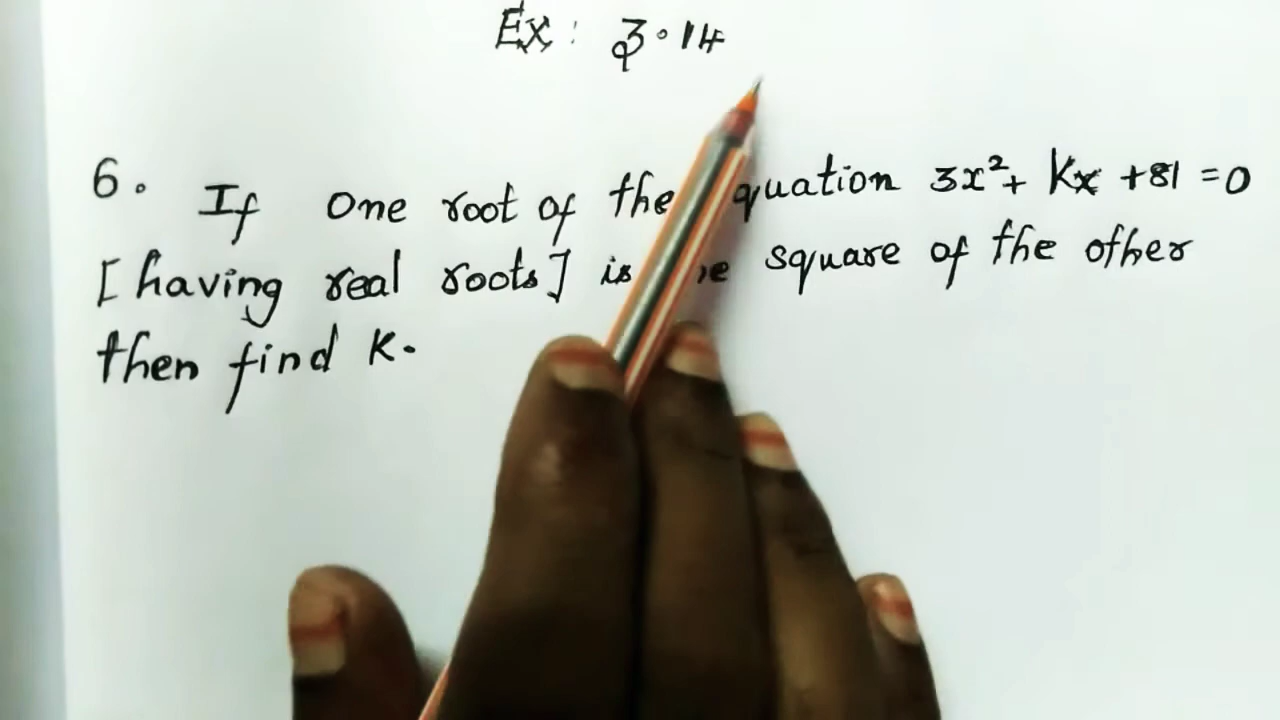 Ex : 3.14
6. If one root of the quation 3x² + Kx + 81 = 0
[having real roots] is square of the other
then find K.